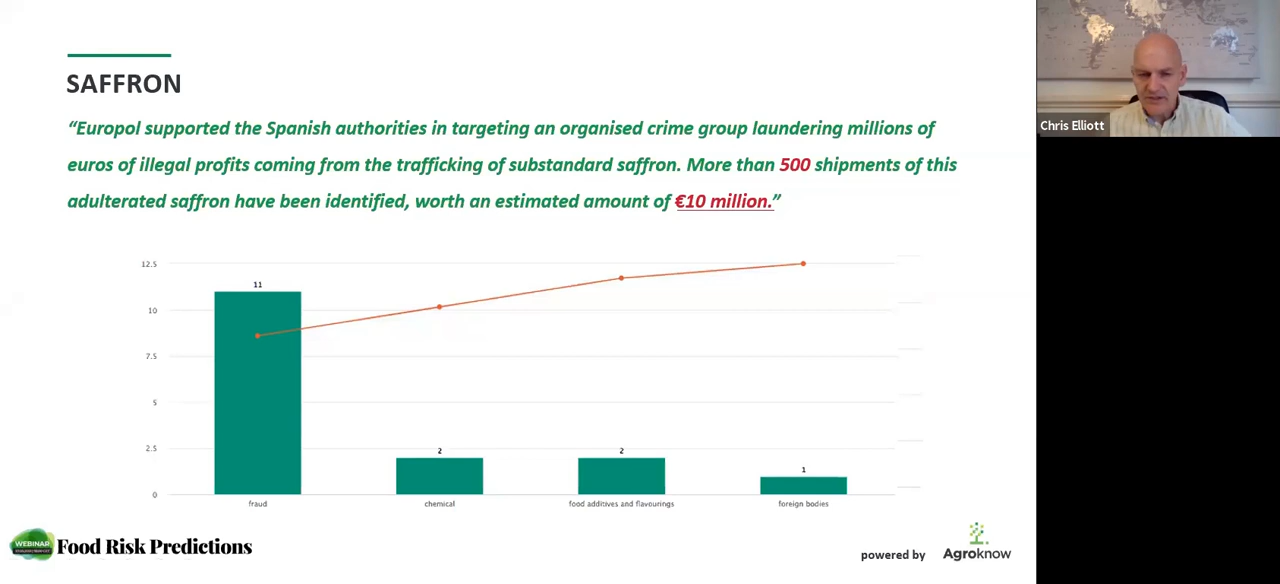 SAFFRON
“Europol supported the Spanish authorities in targeting an organised crime group laundering millions of
euros of illegal profits coming from the trafficking of substandard saffron. More than 500 shipments of this
adulterated saffron have been identified, worth an estimated amount of €10 million.”
12.5
10
7.5
5
2.5
0
11
2
2
1
fraud
chemical
food additives and flavourings
foreign bodies
WEBINAR
Food Risk Predictions
powered by
Agroknow
Chris Elliott